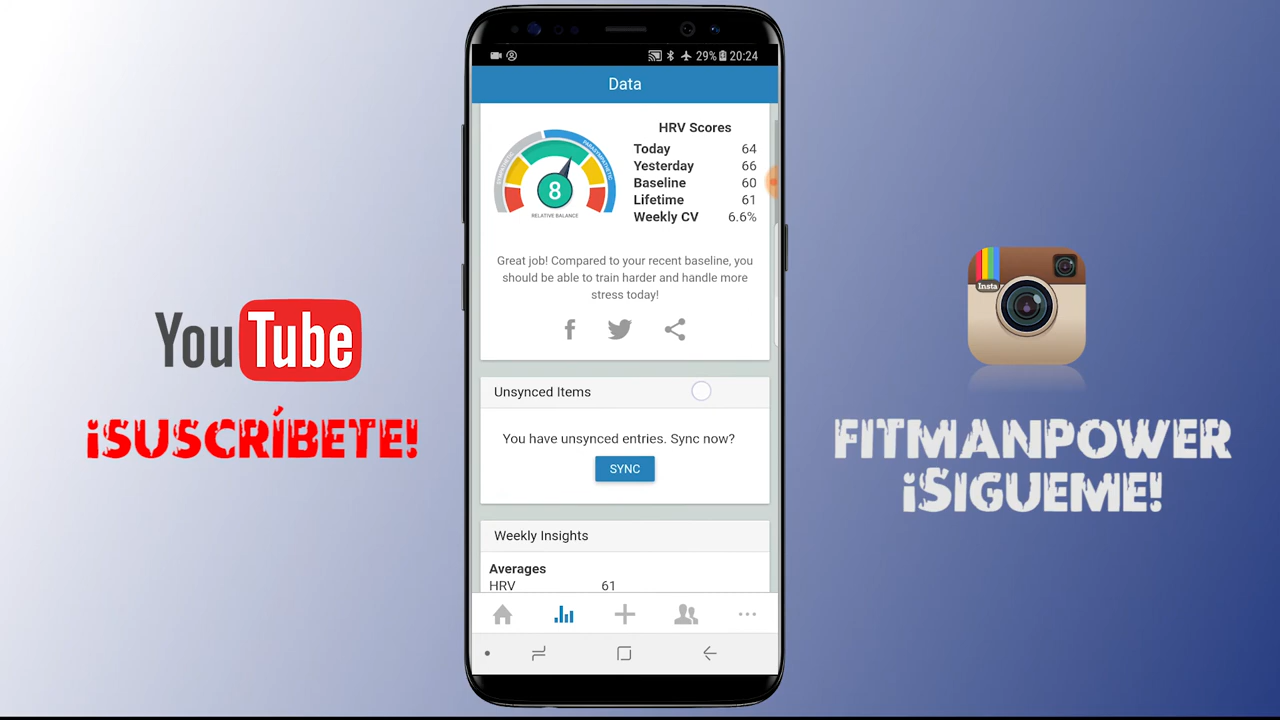 29% 20:24
Data
HRV Scores
Today 64
Yesterday 66
Baseline 60
Lifetime 61
Weekly CV 6.6%
PARASYMPATHETIC
8
RELATIVE BALANCE
Great job! Compared to your recent baseline, you
should be able to train harder and handle more
stress today!
Unsynced Items
You have unsynced entries. Sync now?
SYNC
Weekly Insights
Averages
HRV 61
YouTube
¡SUSCRÍBETE!
Insta
FITMANPOWER
¡SIGUEME!